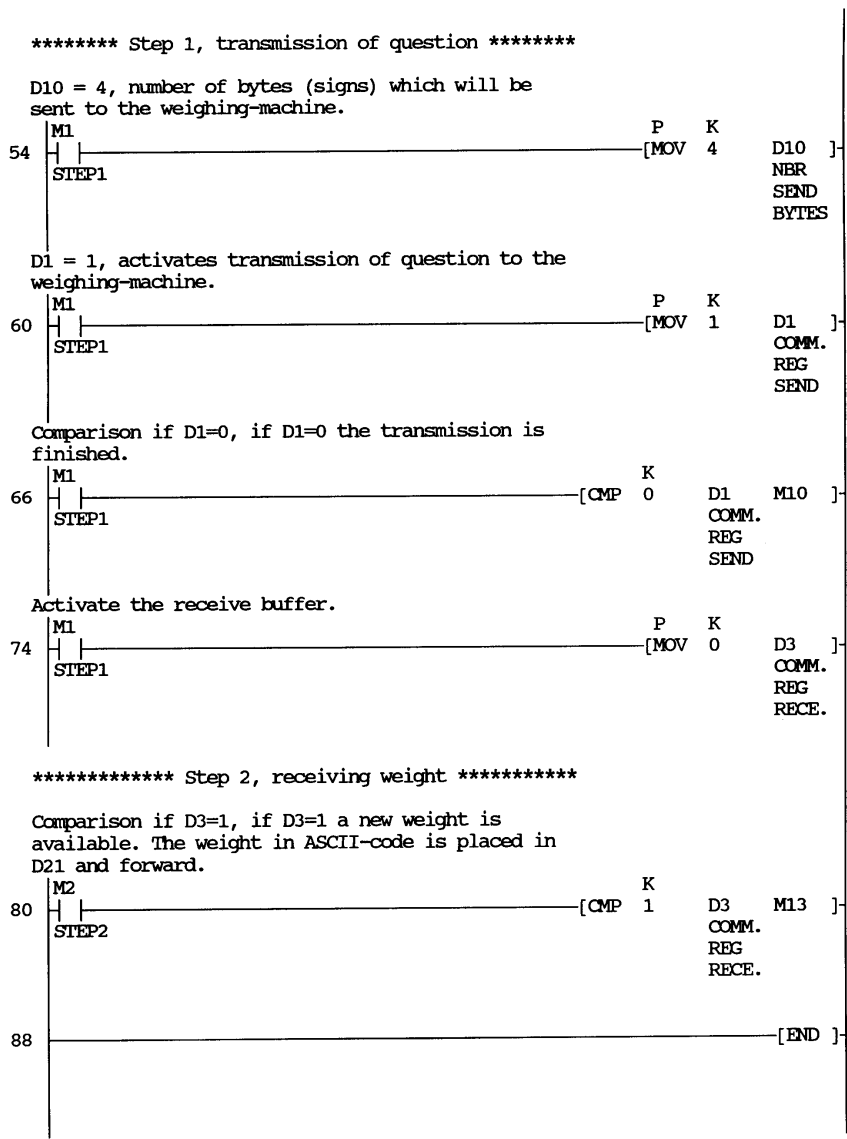 ******** Step 1, transmission of question ********
D10 = 4, number of bytes (signs) which will be
sent to the weighing-machine.
M1 P K
54 [MOV 4 D10 ]
STEP1 NBR
SEND
BYTES
D1 = 1, activates transmission of question to the
weighing-machine.
M1 P K
60 [MOV 1 D1 ]
STEP1 COMM.
REG
SEND
Comparison if D1=0, if D1=0 the transmission is
finished.
M1 K
66 [CMP 0 D1 M10 ]
STEP1 COMM.
REG
SEND
Activate the receive buffer.
M1 P K
74 [MOV 0 D3 ]
STEP1 COMM.
REG
RECE.
************* Step 2, receiving weight ***********
Comparison if D3=1, if D3=1 a new weight is
available. The weight in ASCII-code is placed in
D21 and forward.
M2 K
80 [CMP 1 D3 M13 ]
STEP2 COMM.
REG
RECE.
88 [END ]